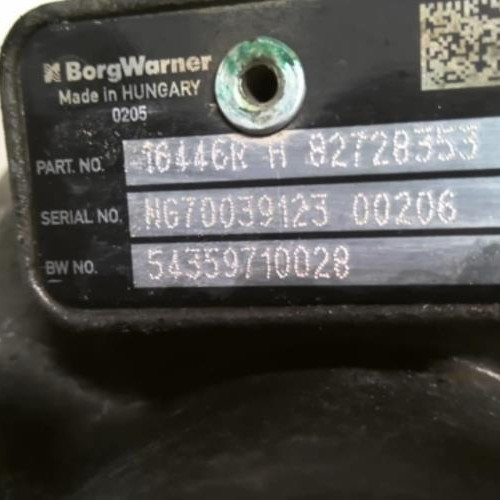 BorgWarner
Made in HUNGARY
0205
PART. NO. 16446R H 82728353
SERIAL NO. NG70039123 00206
BW NO. 54359710028